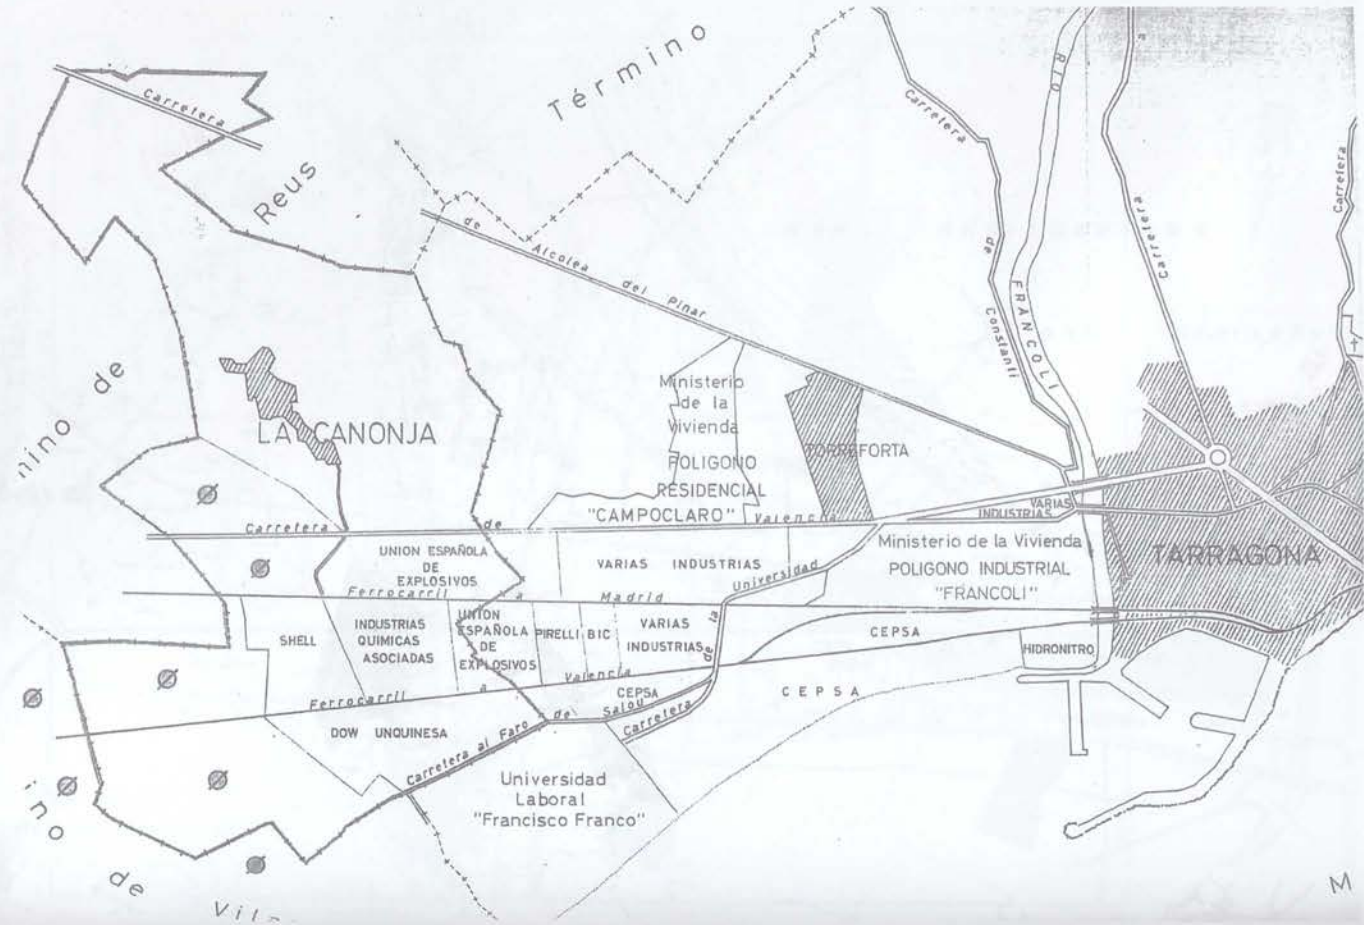 Término
Carretera
Reus
Carretera
de
Constantí
RIO
FRANCOLI
a
Carretera
Carretera
de
Alcolea
del Pinar
mino de
LA CANONJA
Ministerio
de la
Vivienda
POLIGONO
RESIDENCIAL
"CAMPOCLARO"
TORREFORTA
Carretera de Valencia
VARIAS
INDUSTRIAS
TARRAGONA
UNION ESPAÑOLA
DE
EXPLOSIVOS
VARIAS INDUSTRIAS
Ministerio de la Vivienda
POLIGONO INDUSTRIAL
"FRANCOLI"
Ferrocarril a Madrid
Carretera de la Universidad
SHELL
INDUSTRIAS
QUIMICAS
ASOCIADAS
UNION
ESPAÑOLA
DE
EXPLOSIVOS
PIRELLI
BIC
VARIAS
INDUSTRIAS
CEPSA
HIDRONITRO
Ferrocarril a Valencia
CEPSA
CEPSA
DOW UNQUINESA
Carretera al Faro de Salou
Universidad
Laboral
"Francisco Franco"
ino
de
Vil
M